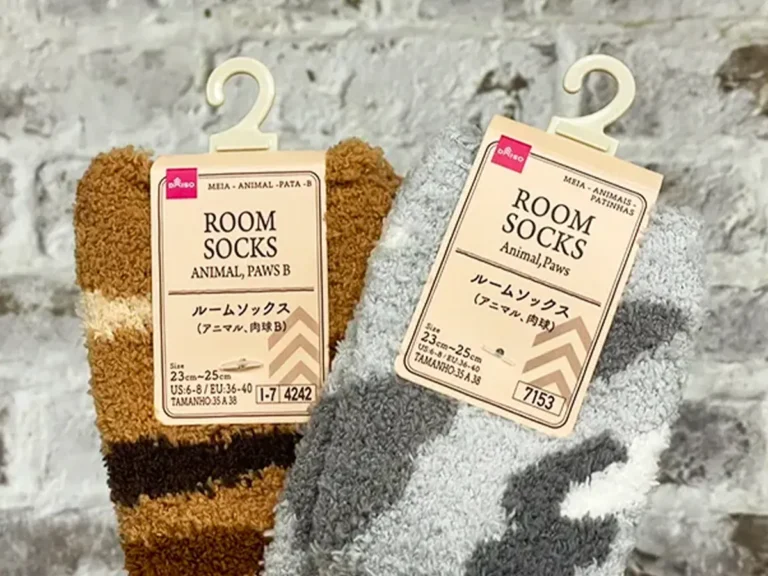 DAISO
MEIA - ANIMAL -PATA -B
ROOM
SOCKS
ANIMAL, PAWS B
ルームソックス
(アニマル、肉球B)
Size
23cm~25cm
US:6-8 / EU:36-40
TAMANHO:35 A 38
I-7 4242
DAISO
MEIA - ANIMAIS -
PATINHAS
ROOM
SOCKS
Animal,Paws
ルームソックス
(アニマル、肉球)
Size
23cm~25cm
US:6-8/EU:36-40
TAMANHO:35 A 38
7153